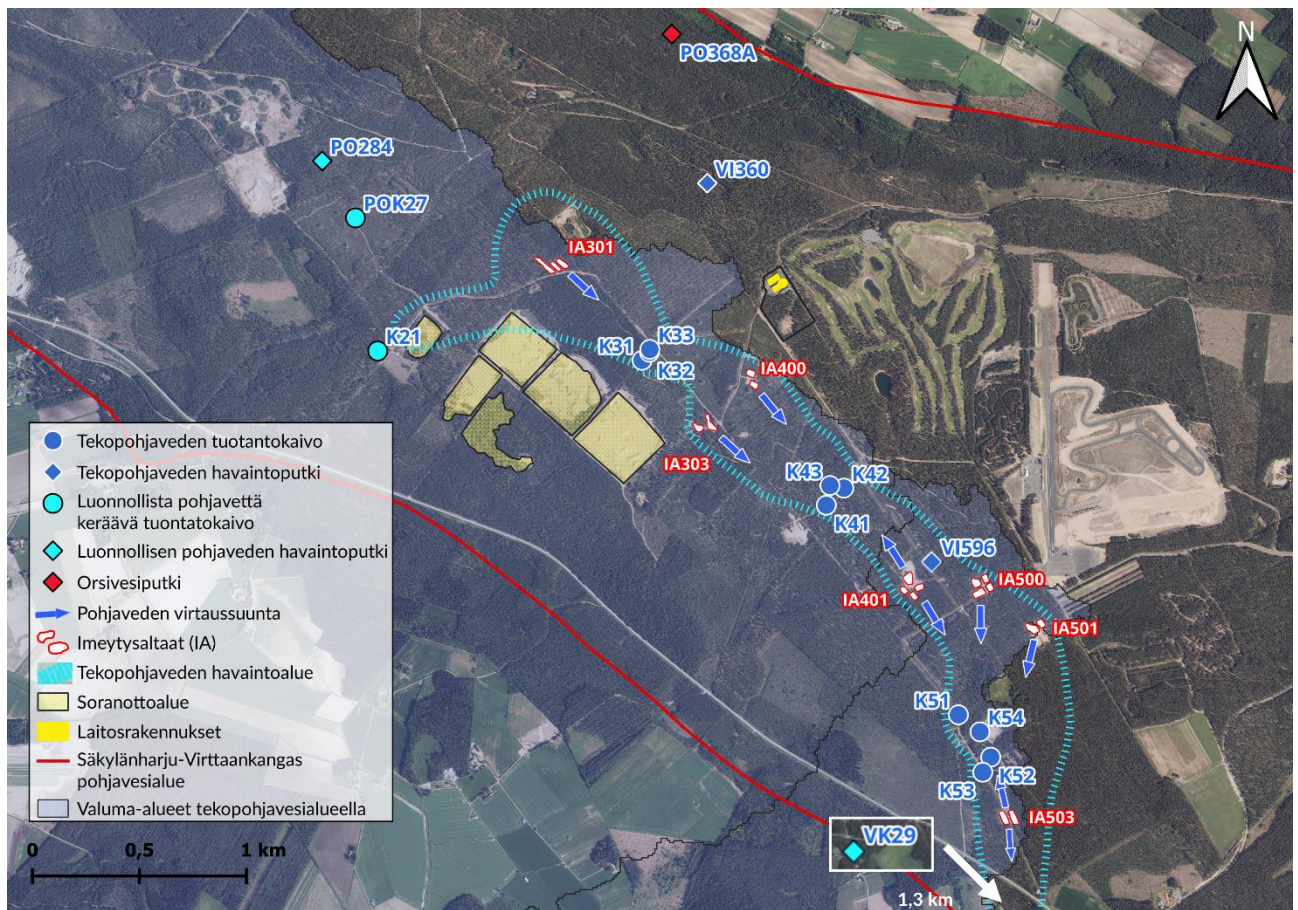 N
PO368A
PO284
VI360
POK27
IA301
K21
K33
K31
K32
IA400
IA303
K43
K42
K41
VI596
IA500
IA401
IA501
K51
K54
K52
K53
IA503
VK29
1,3 km
Tekopohjaveden tuotantokaivo
Tekopohjaveden havaintoputki
Luonnollista pohjavettä
keräävä tuontatokaivo
Luonnollisen pohjaveden havaintoputki
Orsivesiputki
Pohjaveden virtaussuunta
Imeytysaltaat (IA)
Tekopohjaveden havaintoalue
Soranottoalue
Laitosrakennukset
Säkylänharju-Virttaankangas
pohjavesialue
Valuma-alueet tekopohjavesialueella
0 0,5 1 km